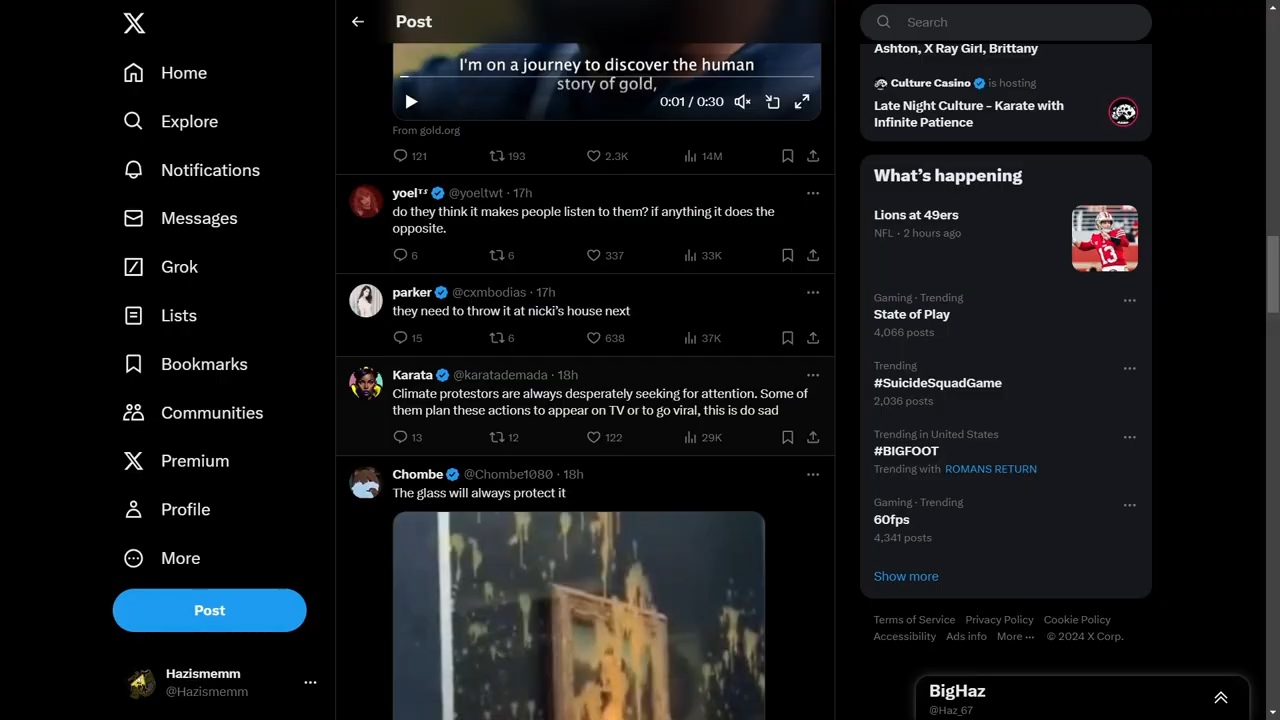 Home
Explore
Notifications
Messages
Grok
Lists
Bookmarks
Communities
Premium
Profile
More
Post
Hazismemm
@Hazismemm
Post
I'm on a journey to discover the human
story of gold,
0:01 / 0:30
From gold.org
121 193 2.3K 14M
yoelᵀˢ @yoeltwt · 17h
do they think it makes people listen to them? if anything it does the
opposite.
6 6 337 33K
parker @cxmbodias · 17h
they need to throw it at nicki's house next
15 6 638 37K
Karata @karatademada · 18h
Climate protestors are always desperately seeking for attention. Some of
them plan these actions to appear on TV or to go viral, this is do sad
13 12 122 29K
Chombe @Chombe1080 · 18h
The glass will always protect it
Search
Ashton, X Ray Girl, Brittany
Culture Casino is hosting
Late Night Culture - Karate with
Infinite Patience
What's happening
Lions at 49ers
NFL · 2 hours ago
Gaming · Trending
State of Play
4,066 posts
Trending
#SuicideSquadGame
2,036 posts
Trending in United States
#BIGFOOT
Trending with ROMANS RETURN
Gaming · Trending
60fps
4,341 posts
Show more
Terms of Service Privacy Policy Cookie Policy
Accessibility Ads info More ··· © 2024 X Corp.
BigHaz
@Haz_67